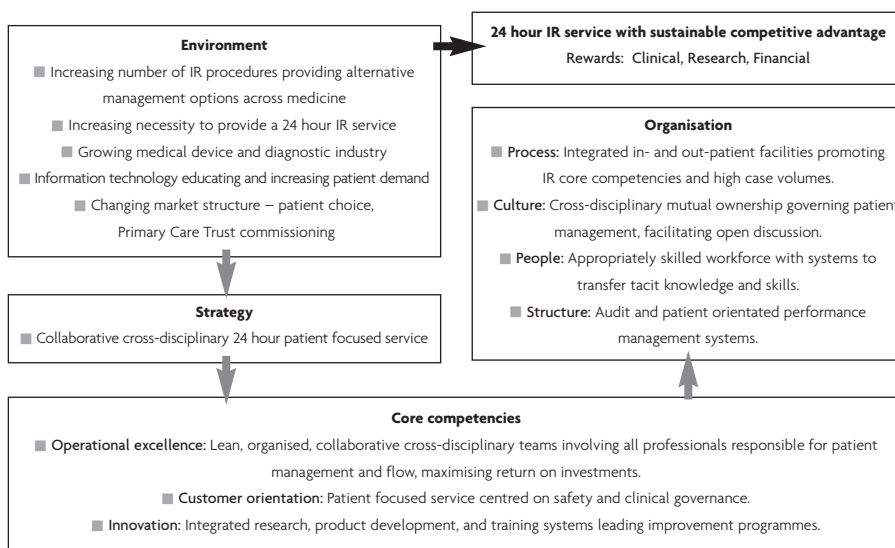 Environment
■ Increasing number of IR procedures providing alternative
management options across medicine
■ Increasing necessity to provide a 24 hour IR service
■ Growing medical device and diagnostic industry
■ Information technology educating and increasing patient demand
■ Changing market structure – patient choice,
Primary Care Trust commissioning
Strategy
■ Collaborative cross-disciplinary 24 hour patient focused service
24 hour IR service with sustainable competitive advantage
Rewards: Clinical, Research, Financial
Organisation
■ Process: Integrated in- and out-patient facilities promoting
IR core competencies and high case volumes.
■ Culture: Cross-disciplinary mutual ownership governing patient
management, facilitating open discussion.
■ People: Appropriately skilled workforce with systems to
transfer tacit knowledge and skills.
■ Structure: Audit and patient orientated performance
management systems.
Core competencies
■ Operational excellence: Lean, organised, collaborative cross-disciplinary teams involving all professionals responsible for patient
management and flow, maximising return on investments.
■ Customer orientation: Patient focused service centred on safety and clinical governance.
■ Innovation: Integrated research, product development, and training systems leading improvement programmes.